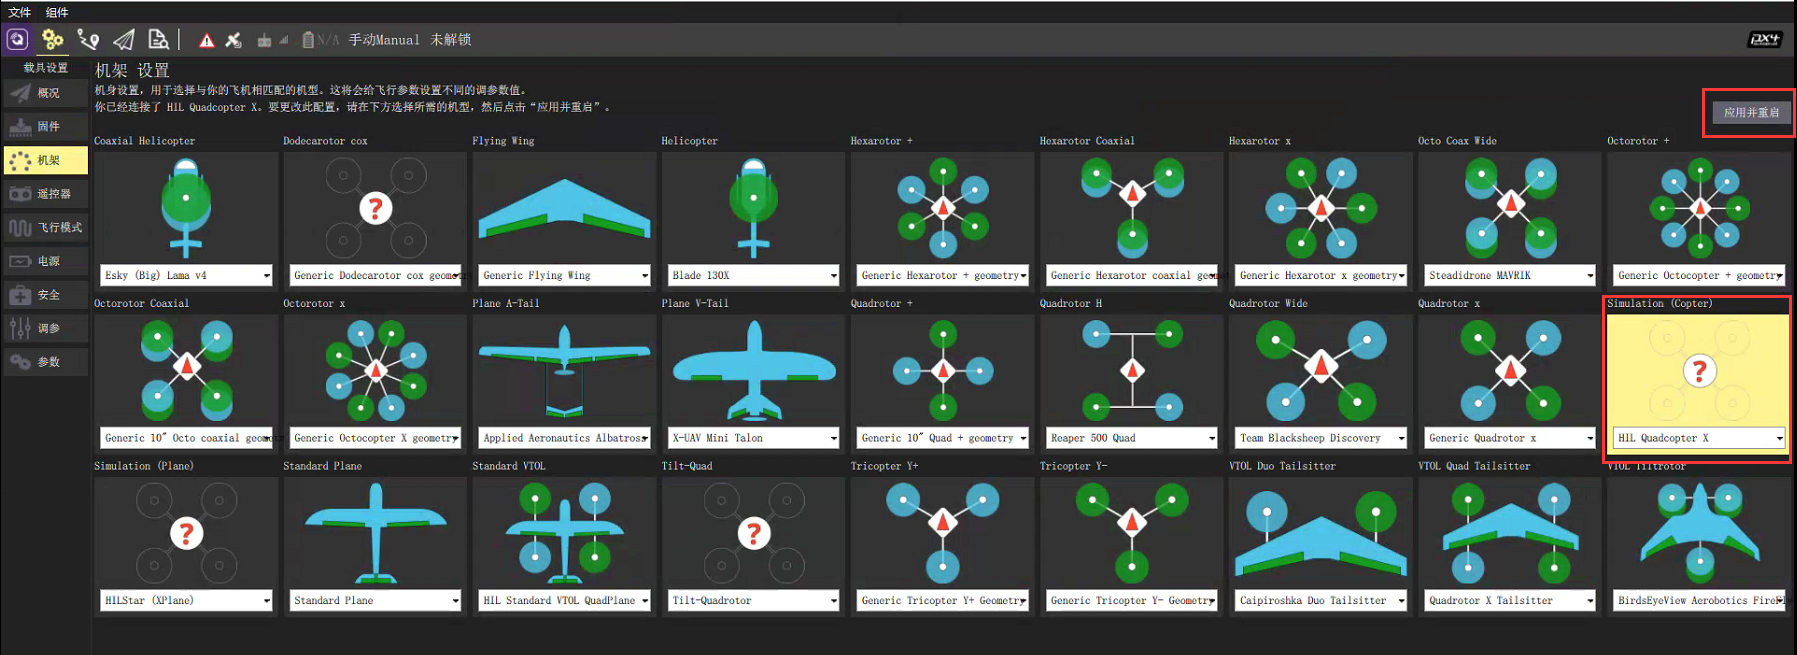 文件 组件
N/A 手动Manual 未解锁
载具设置
概况
固件
机架
遥控器
飞行模式
电源
安全
调参
参数
机架 设置
机身设置，用于选择与你的飞机相匹配的机型。这将会给飞行参数设置不同的调参数值。
你已经连接了 HIL Quadcopter X。要更改此配置，请在下方选择所需的机型，然后点击“应用并重启”。
应用并重启
Coaxial Helicopter
Dodecarotor cox
Flying Wing
Helicopter
Hexarotor +
Hexarotor Coaxial
Hexarotor x
Octo Coax Wide
Octorotor +
Esky (Big) Lama v4
Generic Dodecarotor cox geometr
Generic Flying Wing
Blade 130X
Generic Hexarotor + geometry
Generic Hexarotor coaxial geome
Generic Hexarotor x geometry
Steadidrone MAVRIK
Generic Octocopter + geometry
Octorotor Coaxial
Octorotor x
Plane A-Tail
Plane V-Tail
Quadrotor +
Quadrotor H
Quadrotor Wide
Quadrotor x
Simulation (Copter)
Generic 10" Octo coaxial geomet
Generic Octocopter X geometry
Applied Aeronautics Albatross
X-UAV Mini Talon
Generic 10" Quad + geometry
Reaper 500 Quad
Team Blacksheep Discovery
Generic Quadrotor x
HIL Quadcopter X
Simulation (Plane)
Standard Plane
Standard VTOL
Tilt-Quad
Tricopter Y+
Tricopter Y-
VTOL Duo Tailsitter
VTOL Quad Tailsitter
VTOL Tiltrotor
HILStar (XPlane)
Standard Plane
HIL Standard VTOL QuadPlane
Tilt-Quadrotor
Generic Tricopter Y+ Geometry
Generic Tricopter Y- Geometry
Caipiroshka Duo Tailsitter
Quadrotor X Tailsitter
BirdsEyeView Aerobotics FireFl